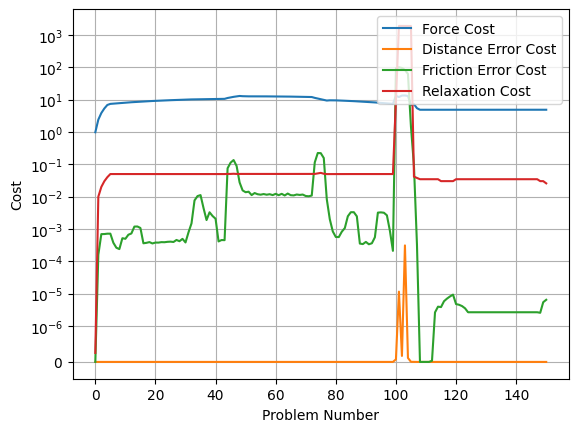 Force Cost
Distance Error Cost
Friction Error Cost
Relaxation Cost
10³
10²
10¹
10⁰
10⁻¹
10⁻²
10⁻³
10⁻⁴
10⁻⁵
10⁻⁶
0
Cost
0 20 40 60 80 100 120 140
Problem Number